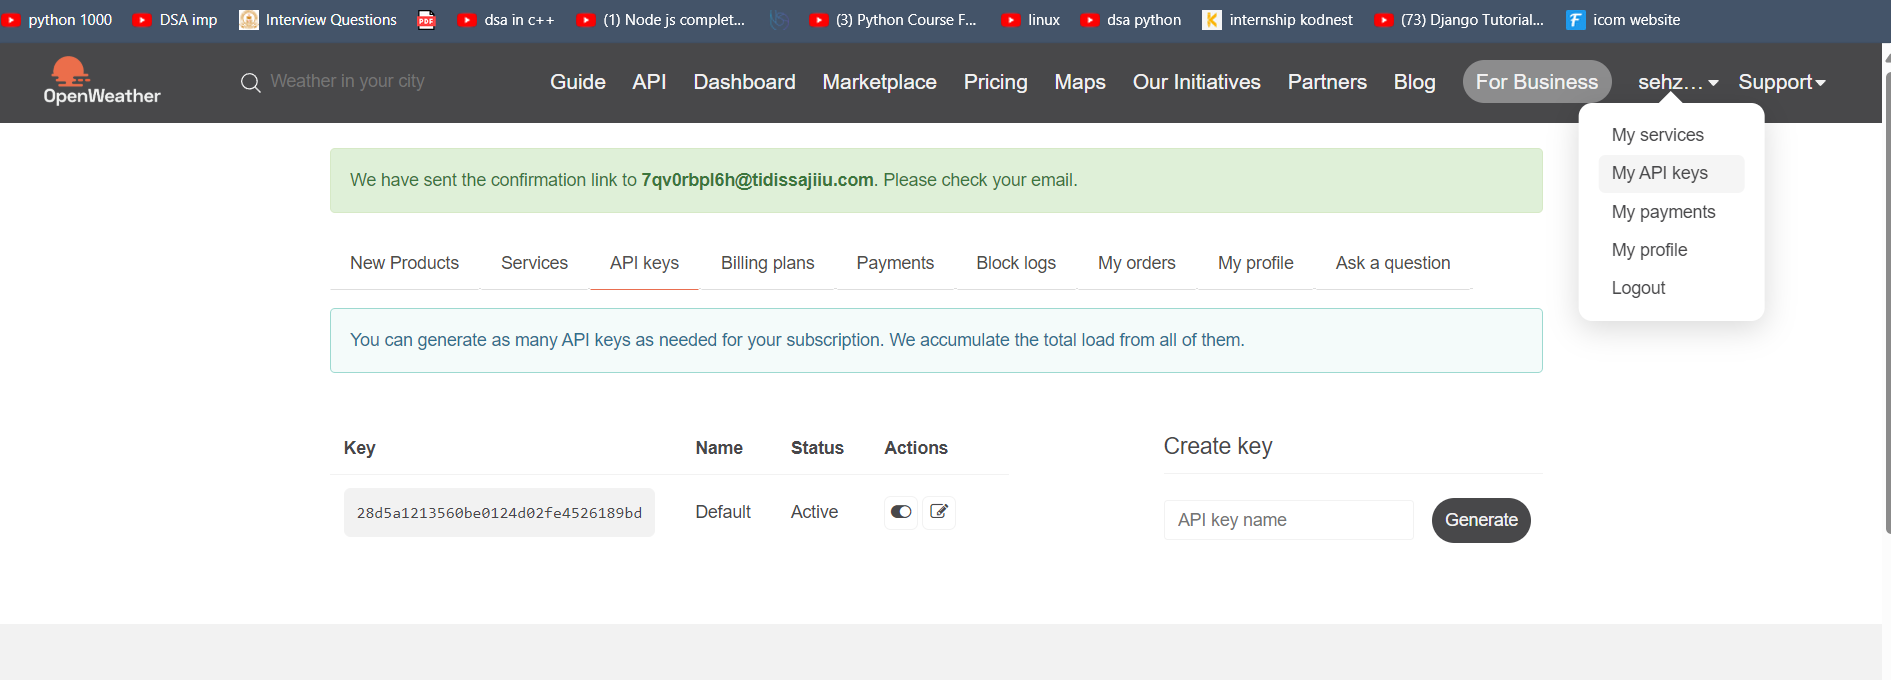 python 1000 DSA imp Interview Questions PDF dsa in c++ (1) Node js complet... (3) Python Course F... linux dsa python K internship kodnest (73) Django Tutorial... F icom website
OpenWeather Weather in your city Guide API Dashboard Marketplace Pricing Maps Our Initiatives Partners Blog For Business sehz... Support
My services
My API keys
My payments
My profile
Logout
We have sent the confirmation link to 7qv0rbpl6h@tidissajiiu.com. Please check your email.
New Products Services API keys Billing plans Payments Block logs My orders My profile Ask a question
You can generate as many API keys as needed for your subscription. We accumulate the total load from all of them.
Key Name Status Actions
28d5a1213560be0124d02fe4526189bd Default Active
Create key
API key name Generate